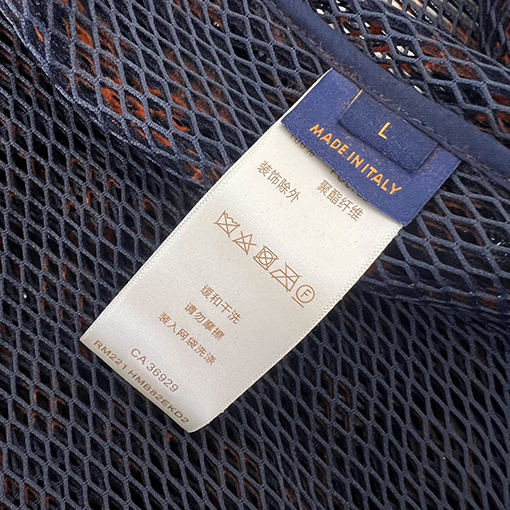 L
MADE IN ITALY
聚酯纤维
装饰除外
F
缓和干洗
请勿摩擦
装入网袋洗涤
CA 36929
RM221 HMB82EKD2